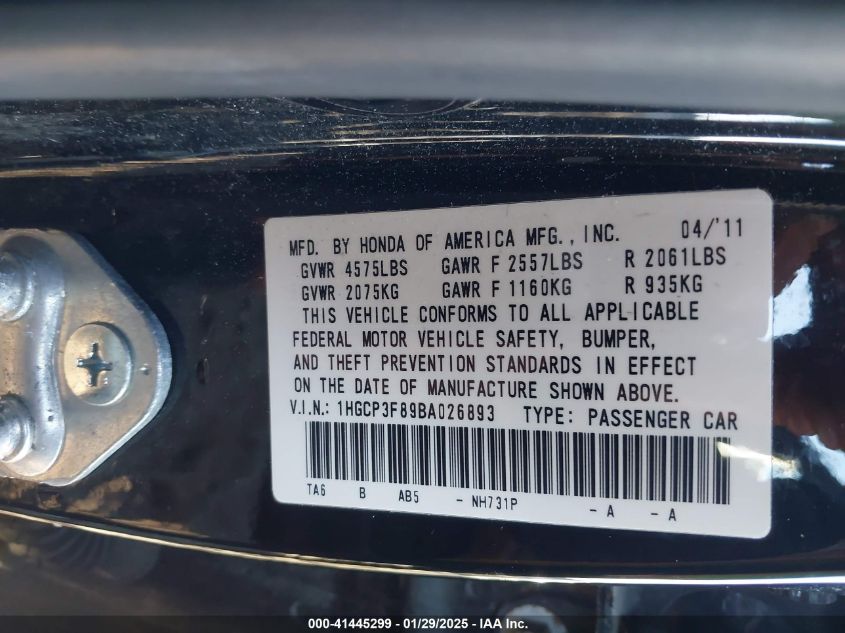 MFD. BY HONDA OF AMERICA MFG., INC. 04/'11
GVWR 4575LBS GAWR F 2557LBS R 2061LBS
GVWR 2075KG GAWR F 1160KG R 935KG
THIS VEHICLE CONFORMS TO ALL APPLICABLE
FEDERAL MOTOR VEHICLE SAFETY, BUMPER,
AND THEFT PREVENTION STANDARDS IN EFFECT
ON THE DATE OF MANUFACTURE SHOWN ABOVE.
V.I.N.: 1HGCP3F89BA026893 TYPE: PASSENGER CAR
TA6 B AB5 - NH731P - A - A
000-41445299 - 01/29/2025 - IAA Inc.